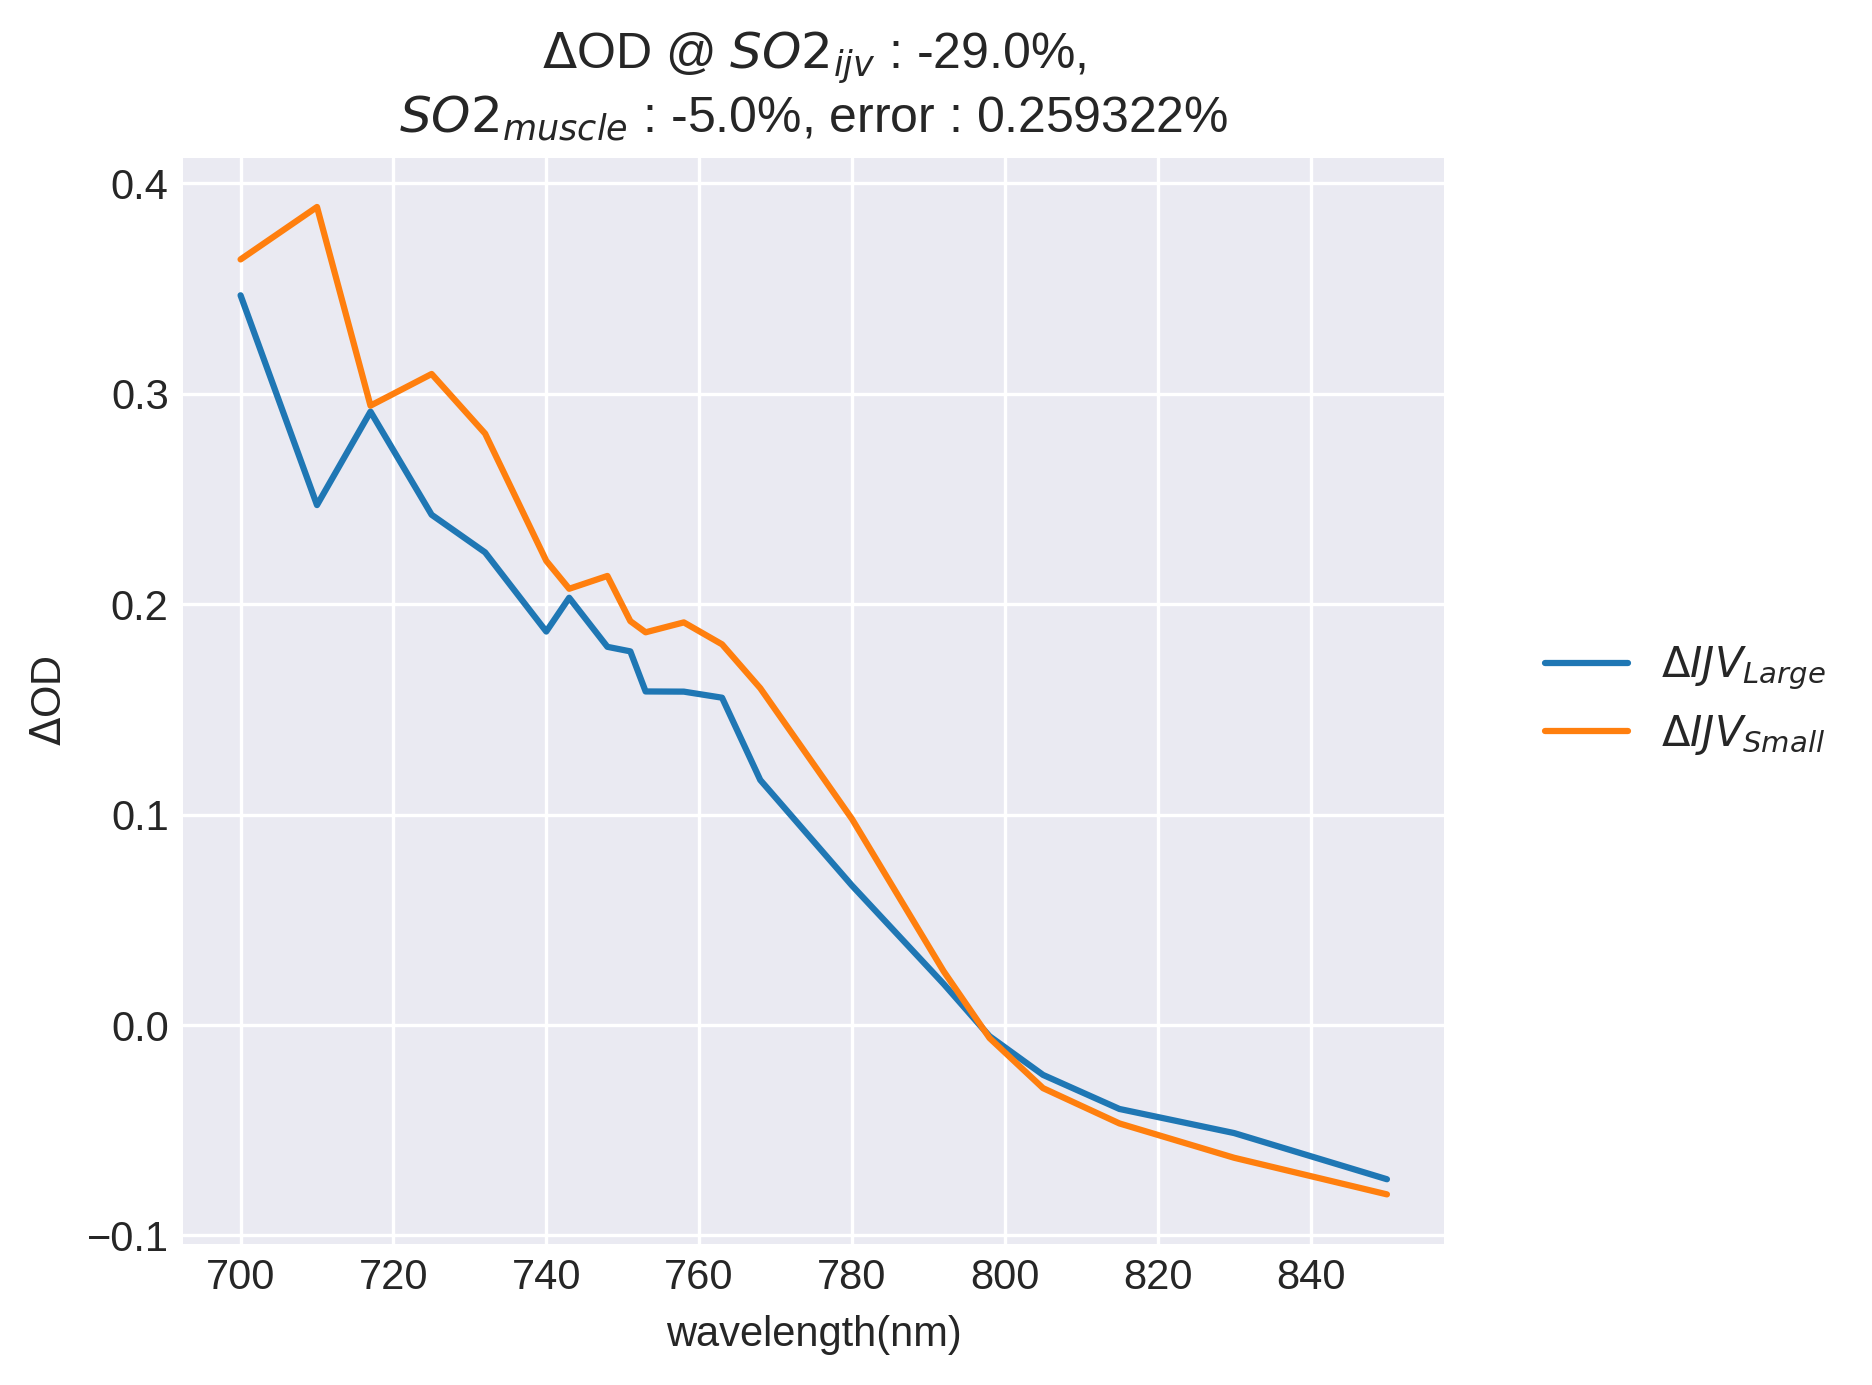 ΔOD @ SO2ijv : -29.0%,
SO2muscle : -5.0%, error : 0.259322%
0.4
0.3
0.2
0.1
0.0
−0.1
ΔOD
700 720 740 760 780 800 820 840
wavelength(nm)
ΔIJVLarge
ΔIJVSmall